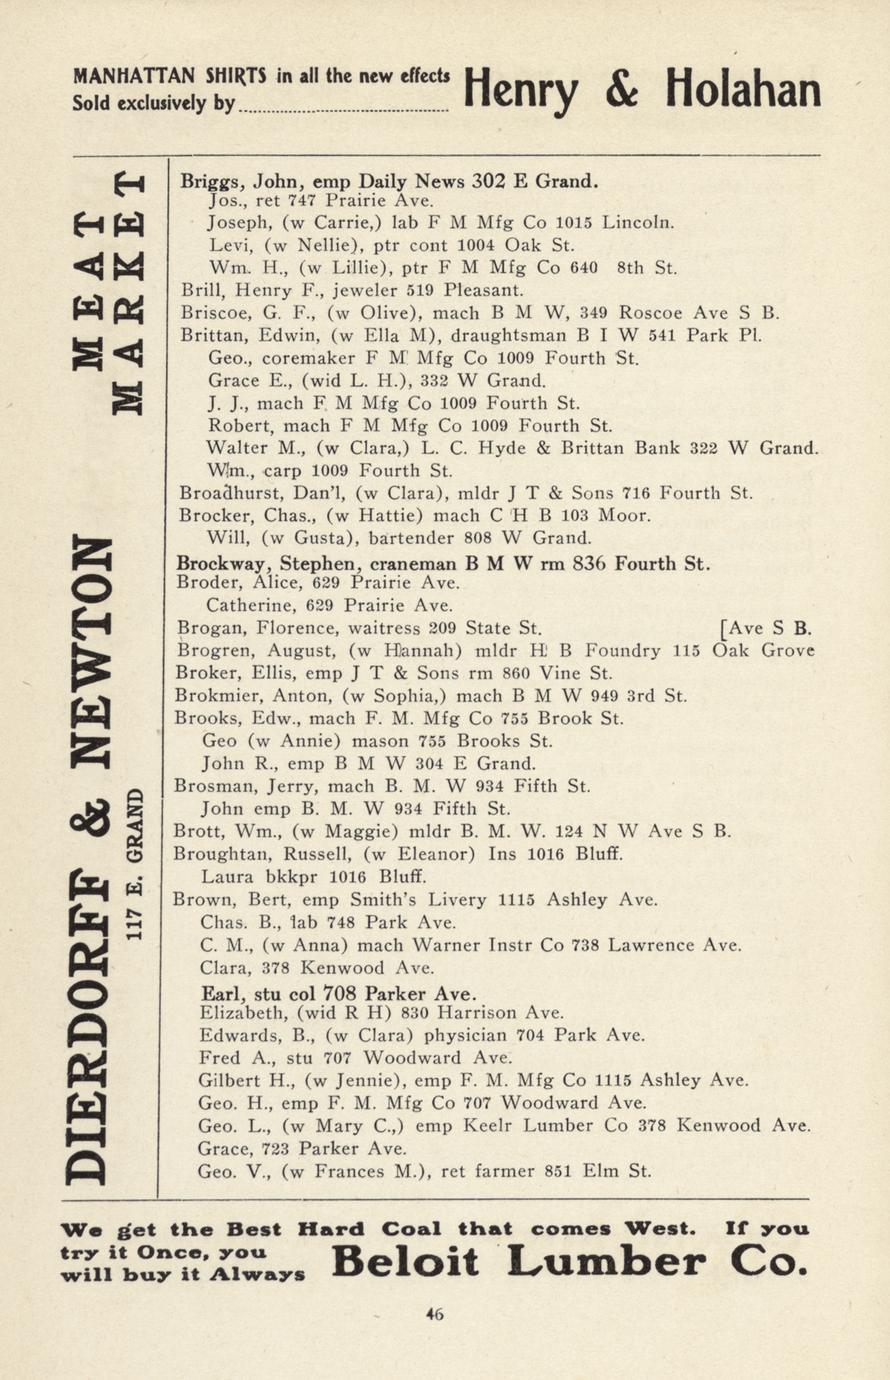 MANHATTAN SHIRTS in all the new effects
Sold exclusively by
Henry & Holahan
MEAT
MARKET
DIERDORFF & NEWTON
117 E. GRAND
Briggs, John, emp Daily News 302 E Grand.
Jos., ret 747 Prairie Ave.
Joseph, (w Carrie,) lab F M Mfg Co 1015 Lincoln.
Levi, (w Nellie), ptr cont 1004 Oak St.
Wm. H., (w Lillie), ptr F M Mfg Co 640 8th St.
Brill, Henry F., jeweler 519 Pleasant.
Briscoe, G. F., (w Olive), mach B M W, 349 Roscoe Ave S B.
Brittan, Edwin, (w Ella M), draughtsman B I W 541 Park Pl.
Geo., coremaker F M Mfg Co 1009 Fourth St.
Grace E., (wid L. H.), 332 W Grand.
J. J., mach F. M Mfg Co 1009 Fourth St.
Robert, mach F M Mfg Co 1009 Fourth St.
Walter M., (w Clara,) L. C. Hyde & Brittan Bank 322 W Grand.
Wm., carp 1009 Fourth St.
Broadhurst, Dan'l, (w Clara), mldr J T & Sons 716 Fourth St.
Brocker, Chas., (w Hattie) mach C H B 103 Moor.
Will, (w Gusta), bartender 808 W Grand.
Brockway, Stephen, craneman B M W rm 836 Fourth St.
Broder, Alice, 629 Prairie Ave.
Catherine, 629 Prairie Ave.
Brogan, Florence, waitress 209 State St. [Ave S B.
Brogren, August, (w Hannah) mldr H B Foundry 115 Oak Grove
Broker, Ellis, emp J T & Sons rm 860 Vine St.
Brokmier, Anton, (w Sophia,) mach B M W 949 3rd St.
Brooks, Edw., mach F. M. Mfg Co 755 Brook St.
Geo (w Annie) mason 755 Brooks St.
John R., emp B M W 304 E Grand.
Brosman, Jerry, mach B. M. W 934 Fifth St.
John emp B. M. W 934 Fifth St.
Brott, Wm., (w Maggie) mldr B. M. W. 124 N W Ave S B.
Broughtan, Russell, (w Eleanor) Ins 1016 Bluff.
Laura bkkpr 1016 Bluff.
Brown, Bert, emp Smith's Livery 1115 Ashley Ave.
Chas. B., lab 748 Park Ave.
C. M., (w Anna) mach Warner Instr Co 738 Lawrence Ave.
Clara, 378 Kenwood Ave.
Earl, stu col 708 Parker Ave.
Elizabeth, (wid R H) 830 Harrison Ave.
Edwards, B., (w Clara) physician 704 Park Ave.
Fred A., stu 707 Woodward Ave.
Gilbert H., (w Jennie), emp F. M. Mfg Co 1115 Ashley Ave.
Geo. H., emp F. M. Mfg Co 707 Woodward Ave.
Geo. L., (w Mary C.,) emp Keelr Lumber Co 378 Kenwood Ave.
Grace, 723 Parker Ave.
Geo. V., (w Frances M.), ret farmer 851 Elm St.
We get the Best Hard Coal that comes West. If you
try it Once, you
will buy it Always
Beloit Lumber Co.
46